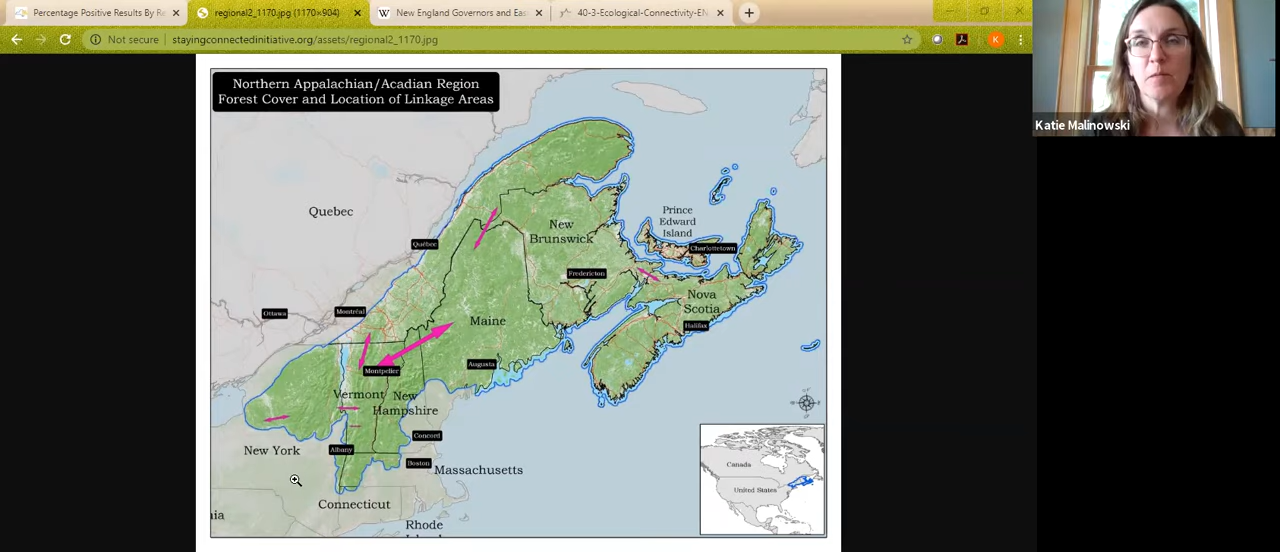 Percentage Positive Results By Re
regional2_1170.jpg (1170×904)
New England Governors and Eas
40-3-Ecological-Connectivity-EN
Not secure
stayingconnectedinitiative.org/assets/regional2_1170.jpg
K
Katie Malinowski
Northern Appalachian/Acadian Region
Forest Cover and Location of Linkage Areas
Quebec
New
Brunswick
Prince
Edward
Island
Québec
Charlottetown
Fredericton
Nova
Scotia
Ottawa
Montréal
Maine
Halifax
Augusta
Montpelier
Vermont
New
Hampshire
Concord
New York
Albany
Boston
Massachusetts
Connecticut
Rhode
Canada
United States